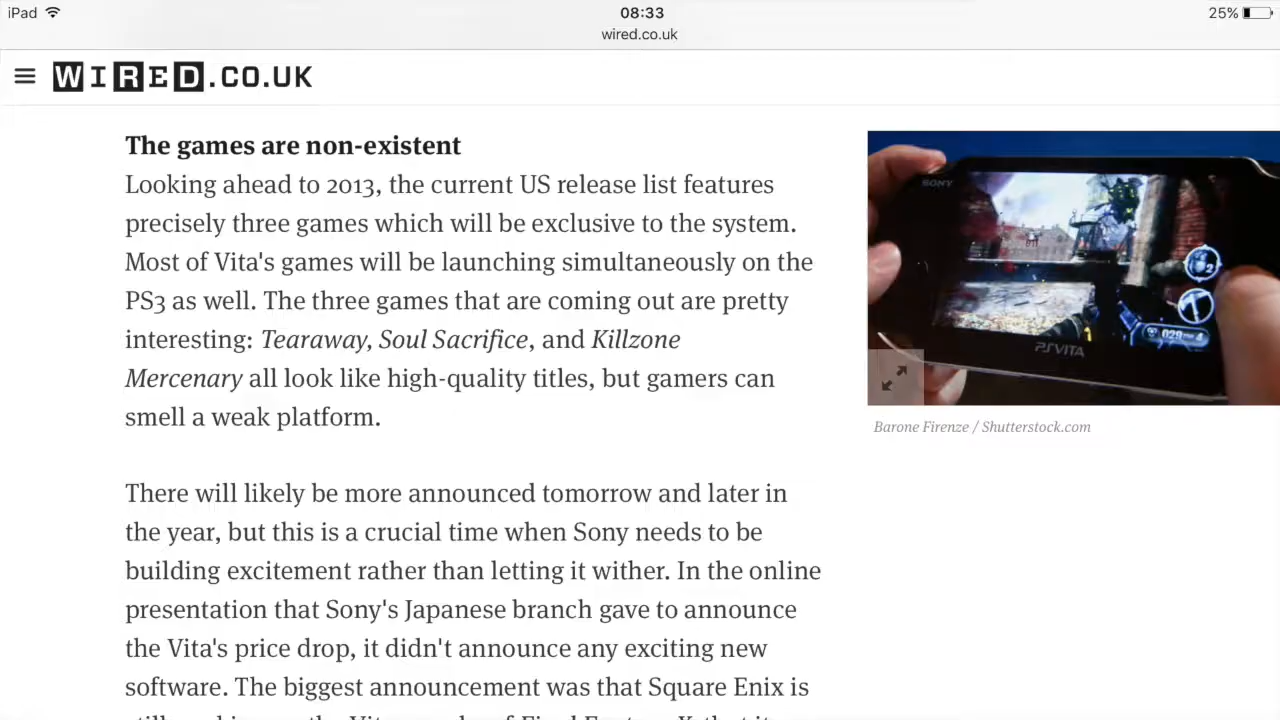 iPad 08:33 25%
wired.co.uk
WIRED.CO.UK
The games are non-existent
Looking ahead to 2013, the current US release list features
precisely three games which will be exclusive to the system.
Most of Vita's games will be launching simultaneously on the
PS3 as well. The three games that are coming out are pretty
interesting: Tearaway, Soul Sacrifice, and Killzone
Mercenary all look like high-quality titles, but gamers can
smell a weak platform.
SONY
PSVITA
Barone Firenze / Shutterstock.com
There will likely be more announced tomorrow and later in
the year, but this is a crucial time when Sony needs to be
building excitement rather than letting it wither. In the online
presentation that Sony's Japanese branch gave to announce
the Vita's price drop, it didn't announce any exciting new
software. The biggest announcement was that Square Enix is